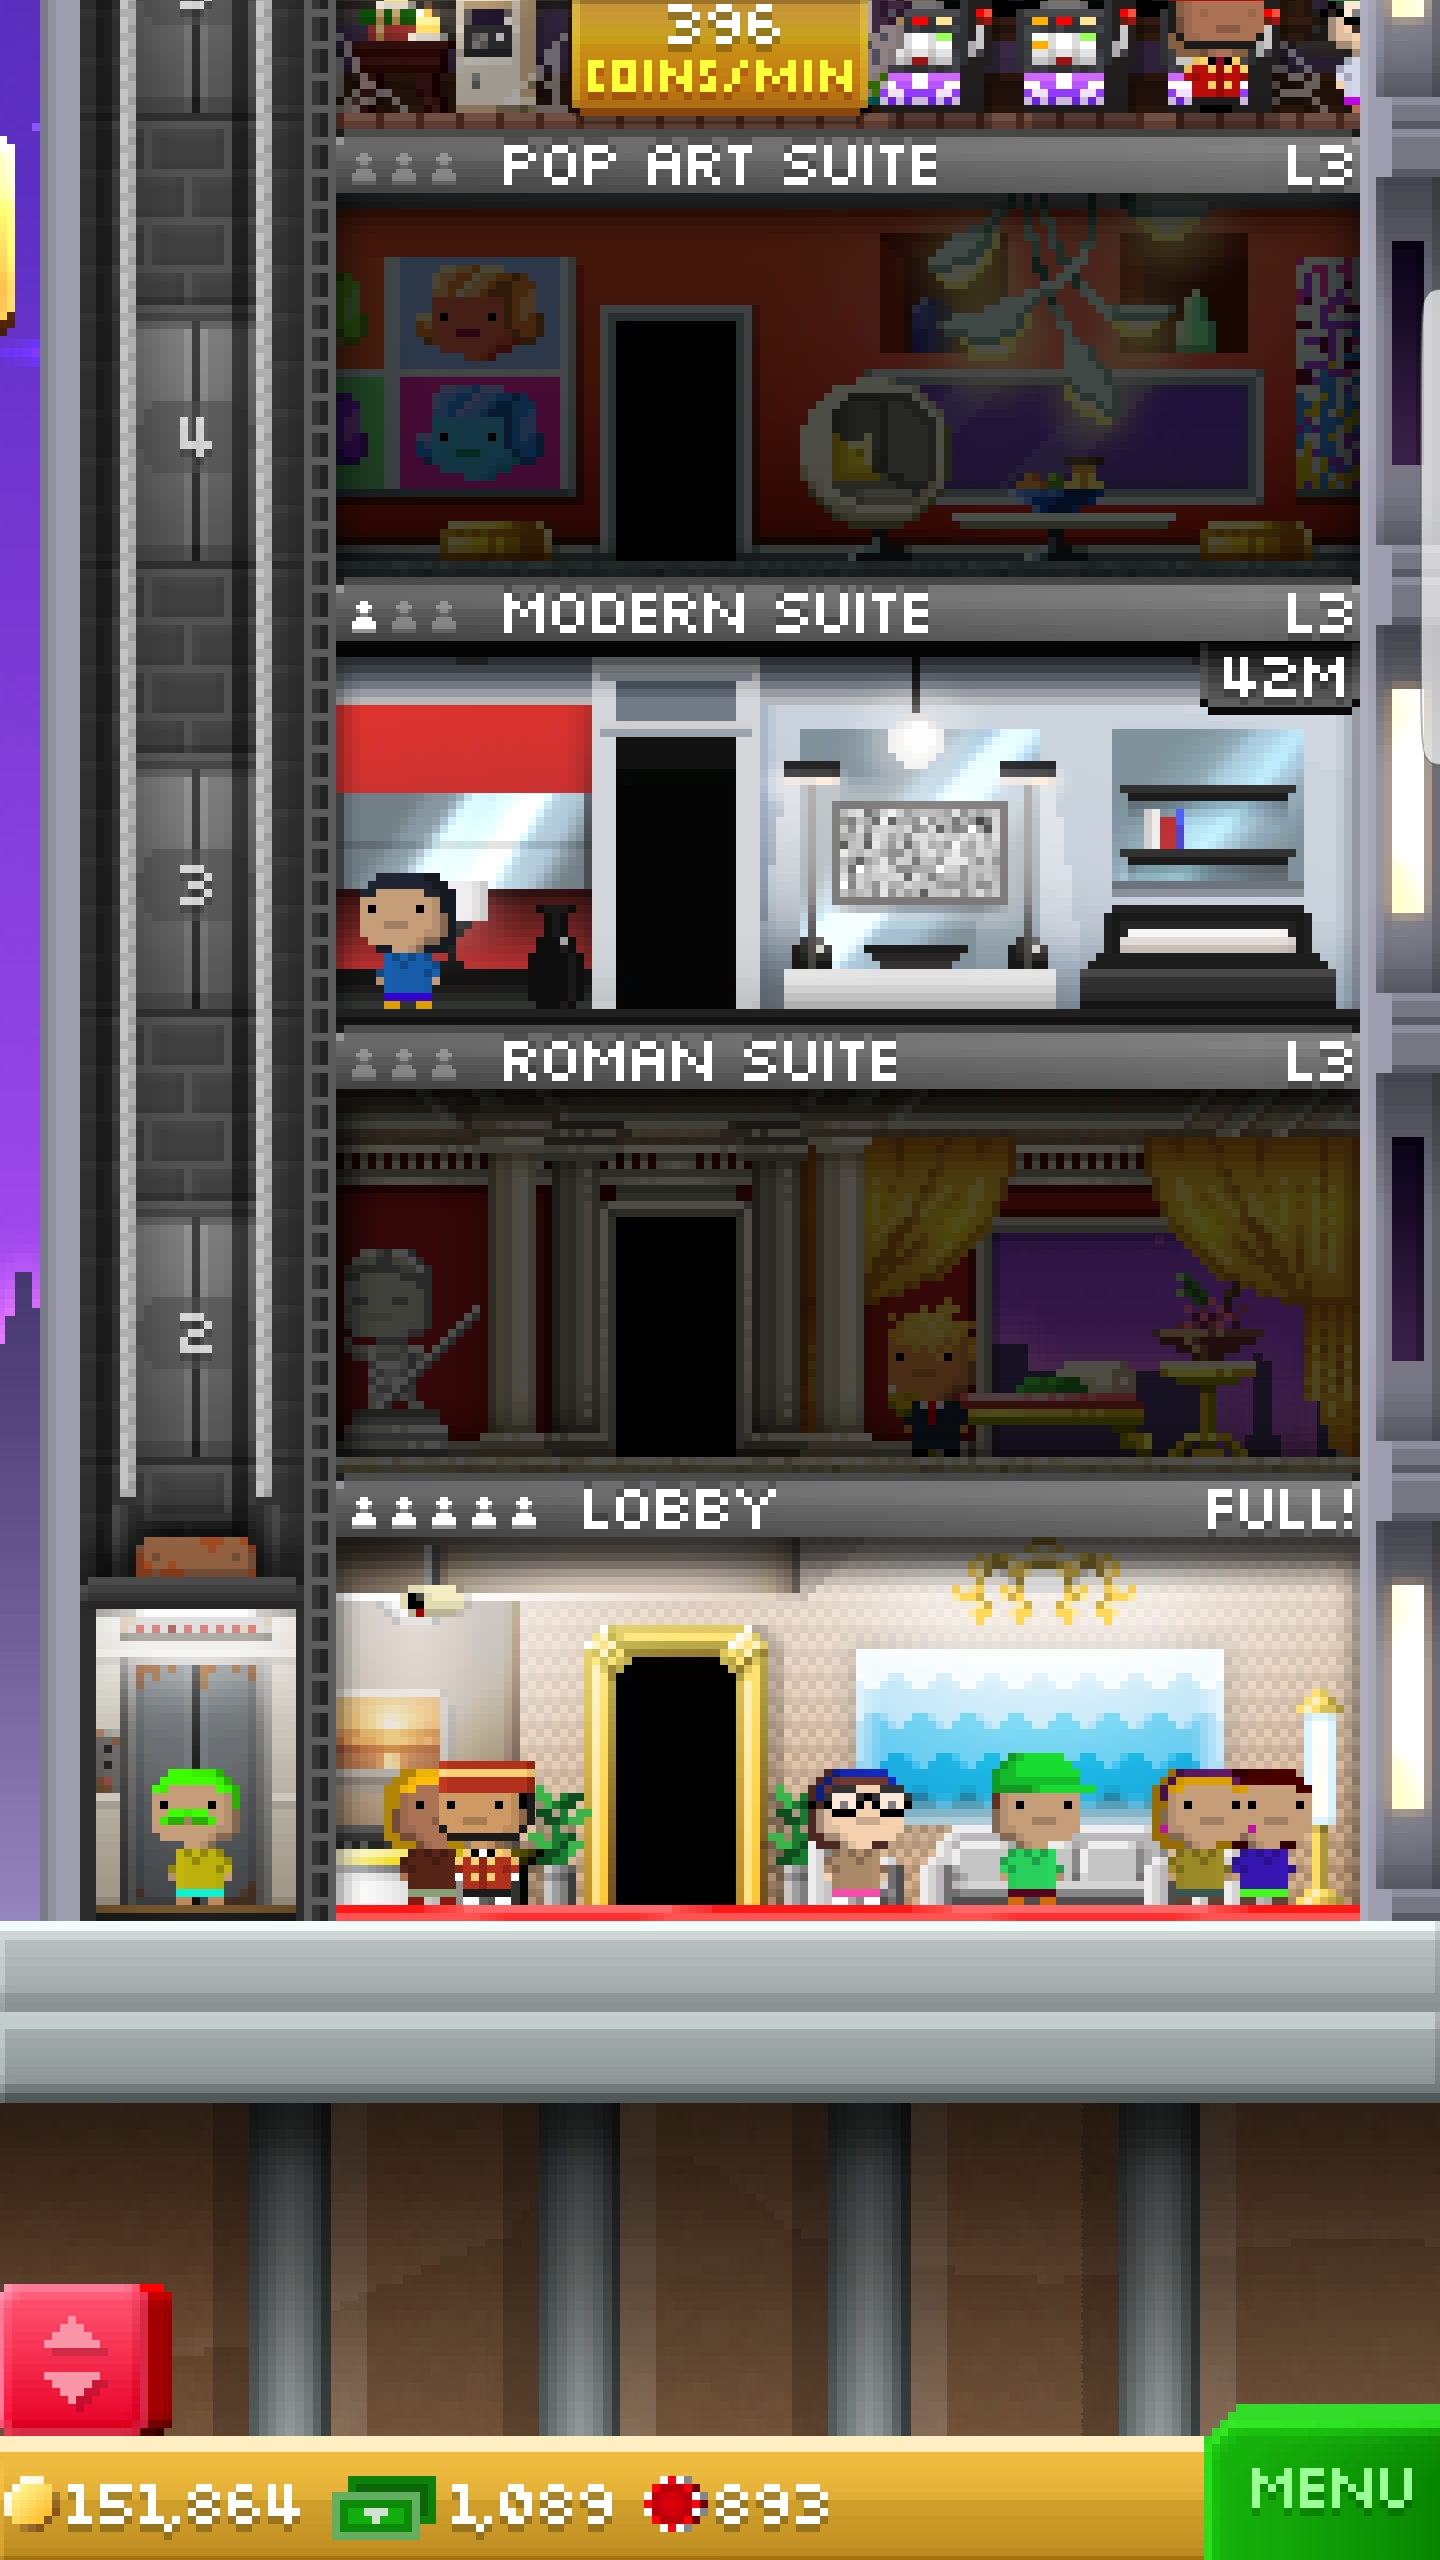 396
COINS/MIN
POP ART SUITE L3
4
MODERN SUITE L3
42M
3
ROMAN SUITE L3
2
LOBBY FULL!
151,864 1,089 893
MENU